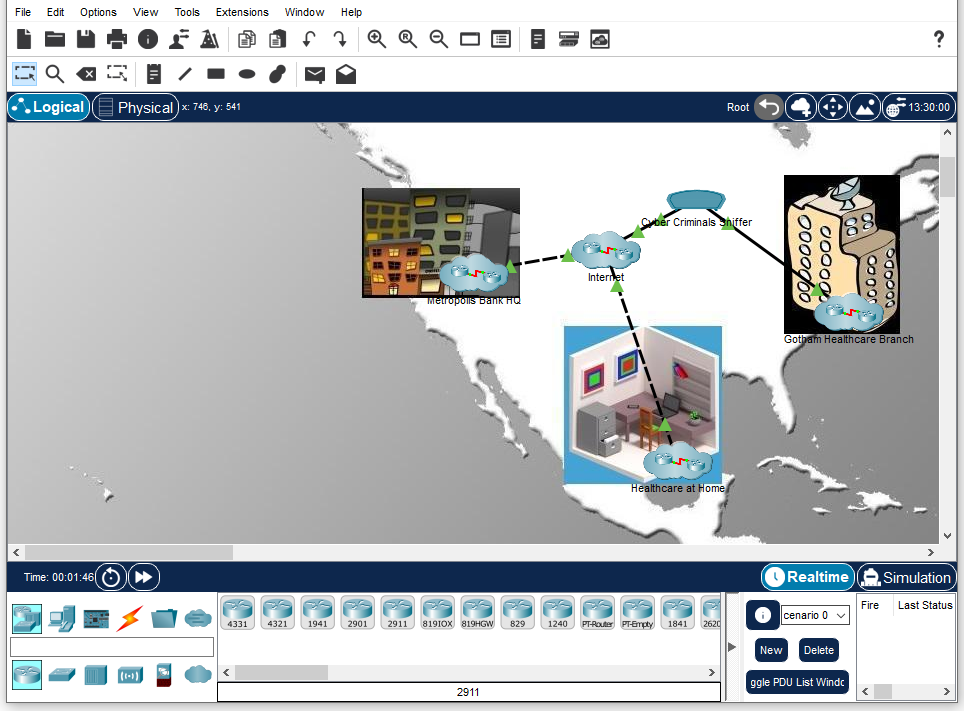 File Edit Options View Tools Extensions Window Help
?
Logical Physical x: 746, y: 541 Root 13:30:00
Cyber Criminals Sniffer
Internet
Metropolis Bank HQ
Gotham Healthcare Branch
Healthcare at Home
Time: 00:01:46 Realtime Simulation
4331 4321 1941 2901 2911 819IOX 819HGW 829 1240 PT-Router PT-Empty 1841 2620
i cenario 0 Fire Last Status
New Delete
ggle PDU List Windo
2911